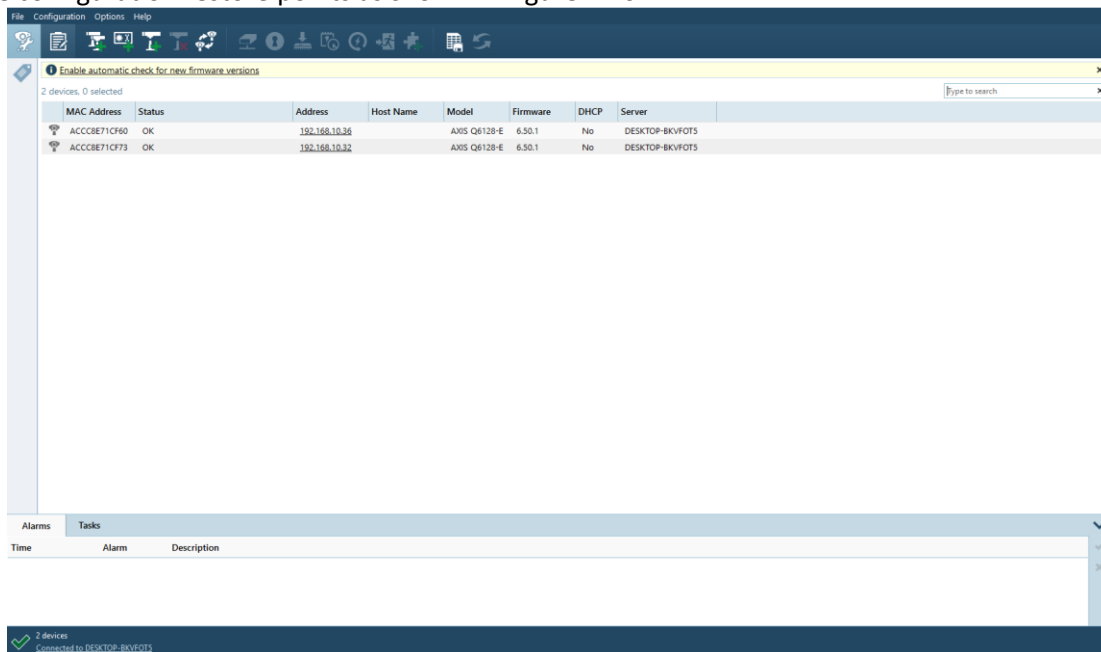 File Configuration Options Help
Enable automatic check for new firmware versions
2 devices, 0 selected
Type to search
MAC Address Status Address Host Name Model Firmware DHCP Server
ACCC8E71CF60 OK 192.168.10.36 AXIS Q6128-E 6.50.1 No DESKTOP-BKVFOT5
ACCC8E71CF73 OK 192.168.10.32 AXIS Q6128-E 6.50.1 No DESKTOP-BKVFOT5
Alarms Tasks
Time Alarm Description
2 devices
Connected to DESKTOP-BKVFOT5